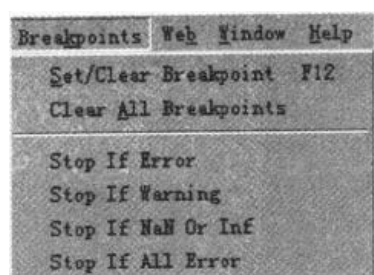 Breakpoints Web Window Help
Set/Clear Breakpoint F12
Clear All Breakpoints
Stop If Error
Stop If Warning
Stop If NaN Or Inf
Stop If All Error